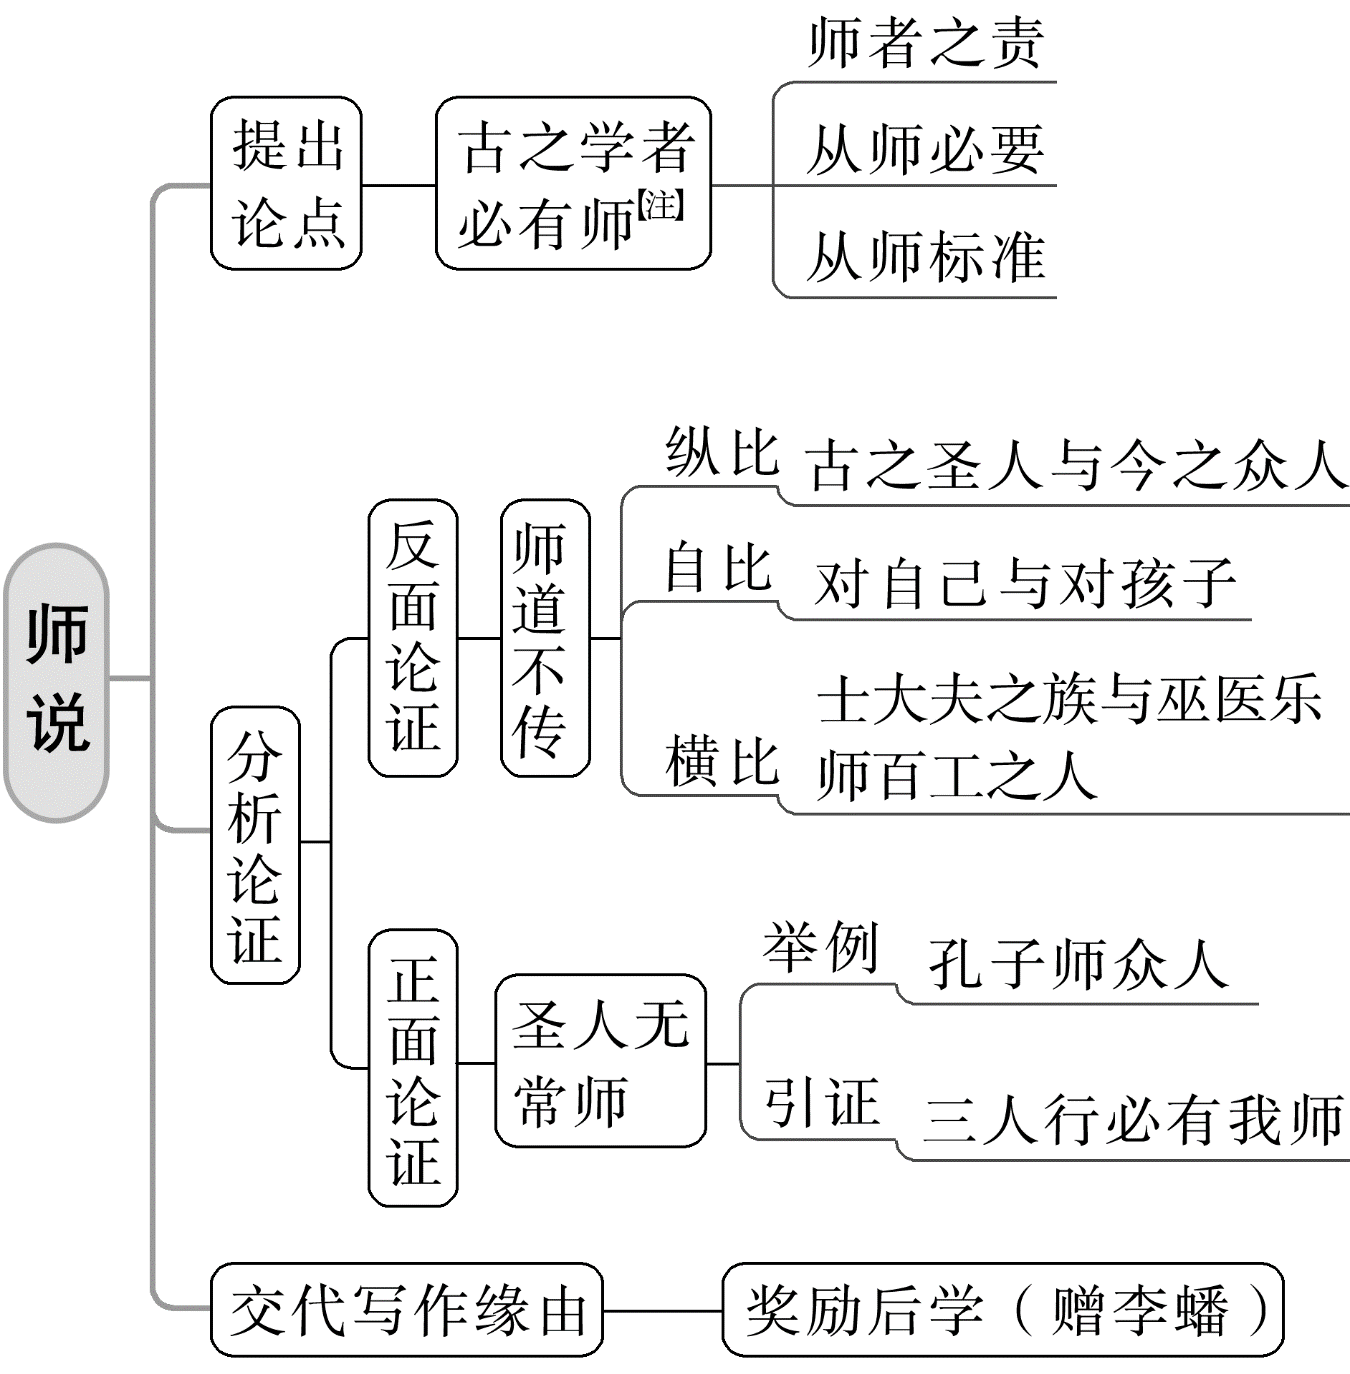 师说
提出
论点
古之学者
必有师【注】
师者之责
从师必要
从师标准
分析论证
反面论证
师道不传
纵比
古之圣人与今之众人
自比
对自己与对孩子
横比
士大夫之族与巫医乐
师百工之人
正面论证
圣人无
常师
举例
孔子师众人
引证
三人行必有我师
交代写作缘由
奖励后学（赠李蟠）